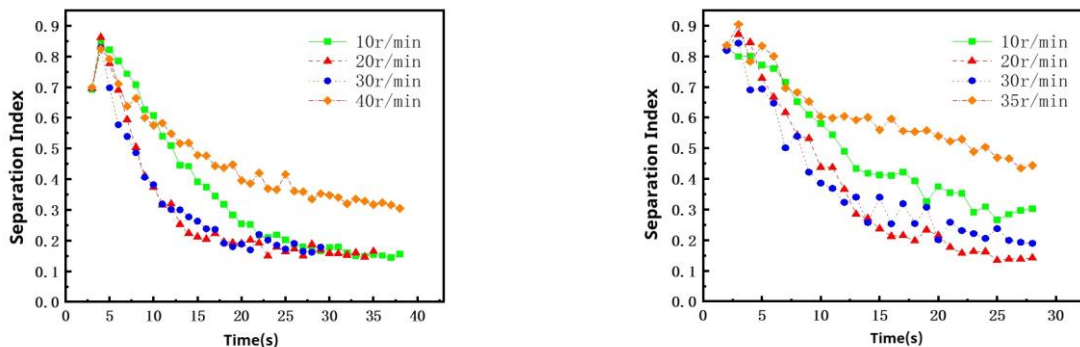 0.9
0.8
0.7
0.6
0.5
0.4
0.3
0.2
0.1
0.0
Separation Index
10r/min
20r/min
30r/min
40r/min
0 5 10 15 20 25 30 35 40
Time(s)
0.9
0.8
0.7
0.6
0.5
0.4
0.3
0.2
0.1
0.0
Separation Index
10r/min
20r/min
30r/min
35r/min
0 5 10 15 20 25 30
Time(s)